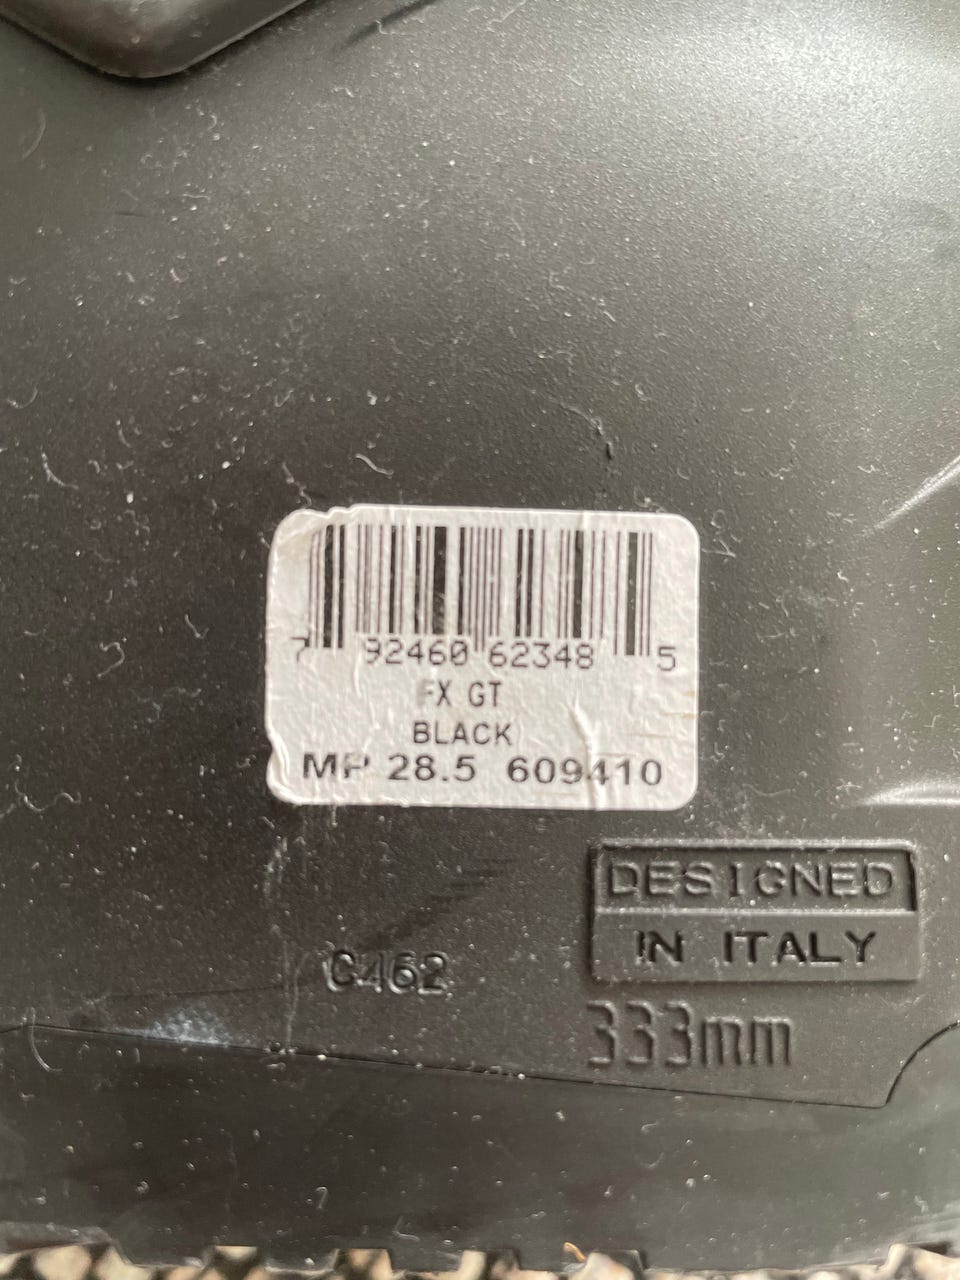 7 92460 62348 5
FX GT
BLACK
MP 28.5 609410
DESIGNED
IN ITALY
C462
333mm